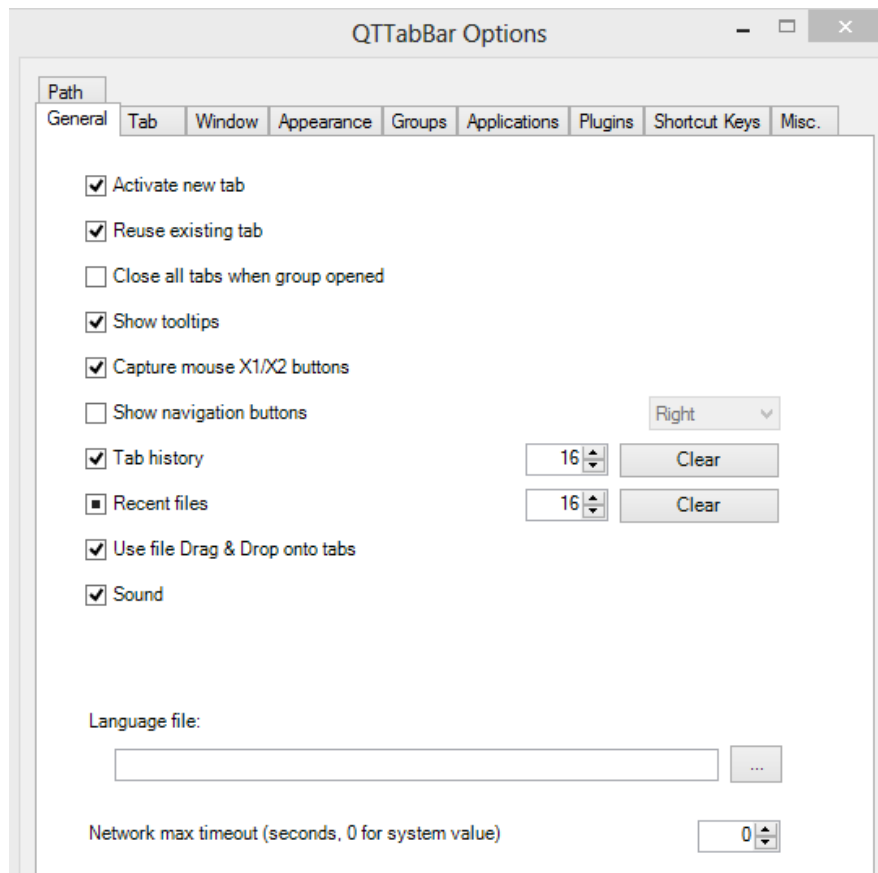 QTTabBar Options
Path
General Tab Window Appearance Groups Applications Plugins Shortcut Keys Misc.
Activate new tab
Reuse existing tab
Close all tabs when group opened
Show tooltips
Capture mouse X1/X2 buttons
Show navigation buttons Right
Tab history 16 Clear
Recent files 16 Clear
Use file Drag & Drop onto tabs
Sound
Language file:
...
Network max timeout (seconds, 0 for system value) 0